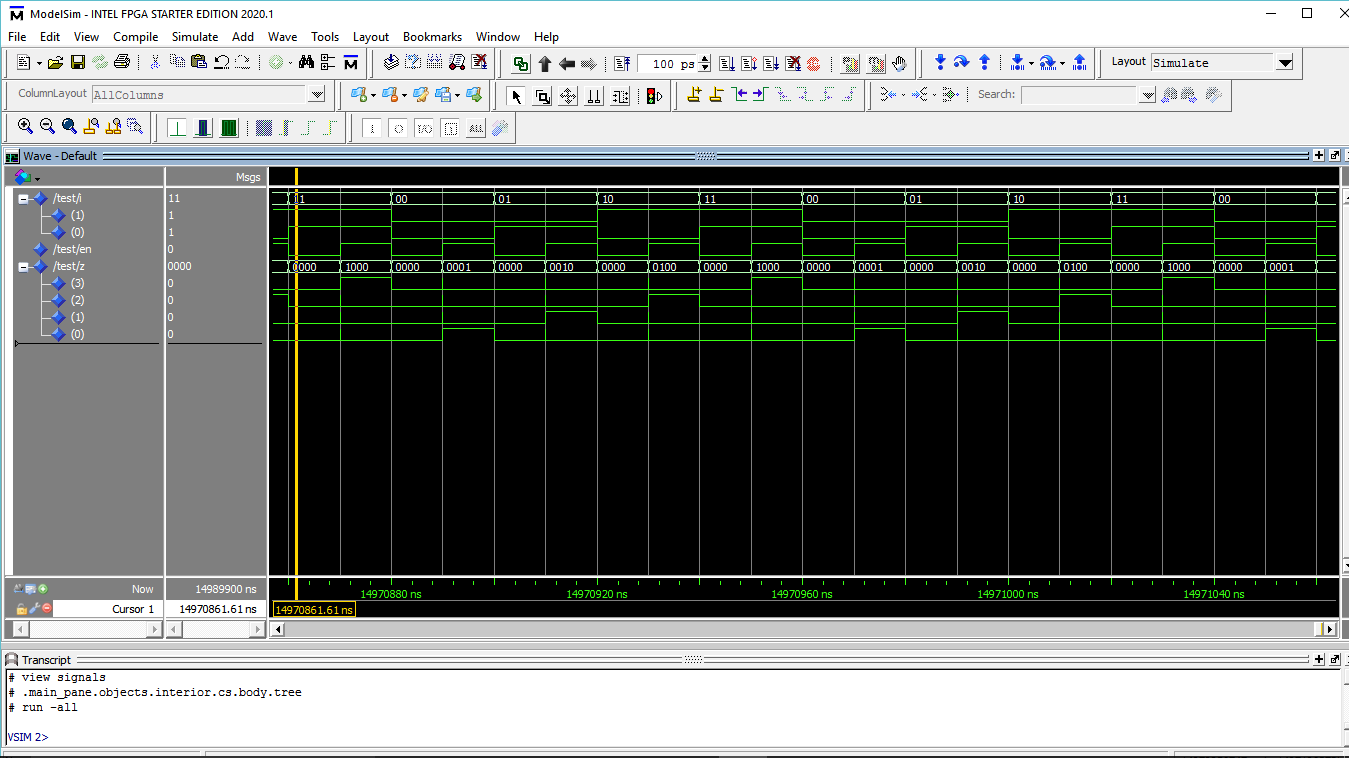 ModelSim - INTEL FPGA STARTER EDITION 2020.1
File Edit View Compile Simulate Add Wave Tools Layout Bookmarks Window Help
100 ps Layout Simulate
ColumnLayout AllColumns Search:
Wave - Default
Msgs
/test/i 11 11 00 01 10 11 00 01 10 11 00
(1) 1
(0) 1
/test/en 0
/test/z 0000 0000 1000 0000 0001 0000 0010 0000 0100 0000 1000 0000 0001 0000 0010 0000 0100 0000 1000 0000 0001
(3) 0
(2) 0
(1) 0
(0) 0
Now 14989900 ns 14970880 ns 14970920 ns 14970960 ns 14971000 ns 14971040 ns
Cursor 1 14970861.61 ns 14970861.61 ns
Transcript
# view signals
# .main_pane.objects.interior.cs.body.tree
# run -all
VSIM 2>